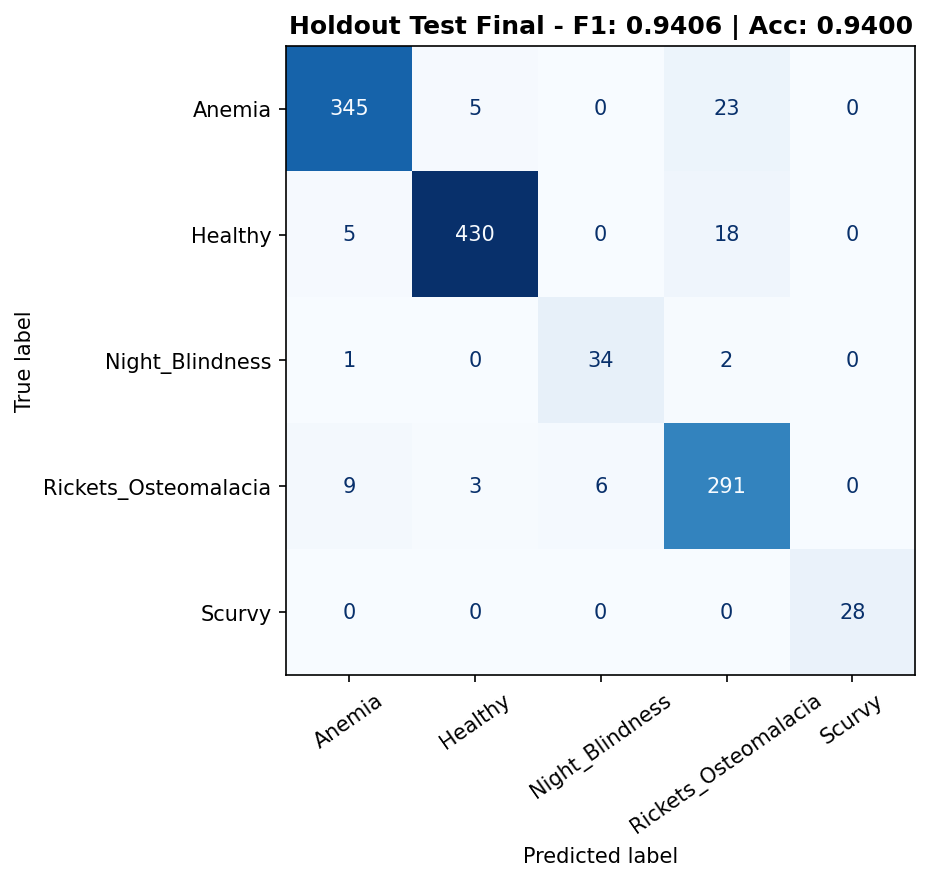 Holdout Test Final - F1: 0.9406 | Acc: 0.9400
True label
Anemia 345 5 0 23 0
Healthy 5 430 0 18 0
Night_Blindness 1 0 34 2 0
Rickets_Osteomalacia 9 3 6 291 0
Scurvy 0 0 0 0 28
Anemia Healthy Night_Blindness Rickets_Osteomalacia Scurvy
Predicted label